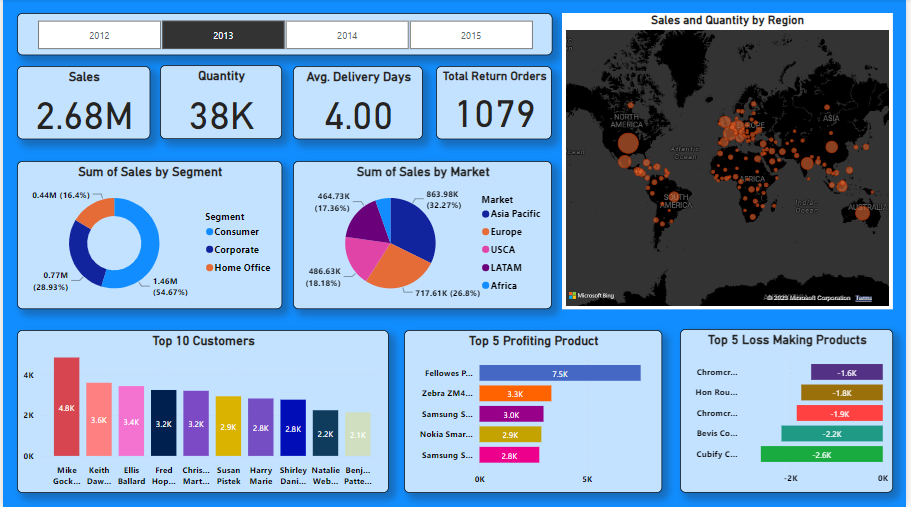 2012
2013
2014
2015
Sales
2.68M
Quantity
38K
Avg. Delivery Days
4.00
Total Return Orders
1079
Sales and Quantity by Region
NORTH
AMERICA
EUROPE
ASIA
Atlantic
Ocean
AFRICA
SOUTH
AMERICA
Indian
Ocean
AUSTRALIA
Microsoft Bing
© 2023 Microsoft Corporation
Terms
Sum of Sales by Segment
0.44M (16.4%)
0.77M
(28.93%)
1.46M
(54.67%)
Segment
Consumer
Corporate
Home Office
Sum of Sales by Market
464.73K
(17.36%)
863.98K
(32.27%)
486.63K
(18.18%)
717.61K (26.8%)
Market
Asia Pacific
Europe
USCA
LATAM
Africa
Top 10 Customers
4K
2K
0K
4.8K
3.6K
3.4K
3.2K
3.2K
2.9K
2.8K
2.8K
2.2K
2.1K
Mike
Gock...
Keith
Daw...
Ellis
Ballard
Fred
Hop...
Chris...
Mart...
Susan
Pistek
Harry
Marie
Shirley
Dani...
Natalie
Web...
Benj...
Patte...
Top 5 Profiting Product
Fellowes P...
7.5K
Zebra ZM4...
3.3K
Samsung S...
3.0K
Nokia Smar...
2.9K
Samsung S...
2.8K
0K
5K
Top 5 Loss Making Products
Chromcr...
-1.6K
Hon Rou...
-1.8K
Chromcr...
-1.9K
Bevis Co...
-2.2K
Cubify C...
-2.6K
-2K
0K